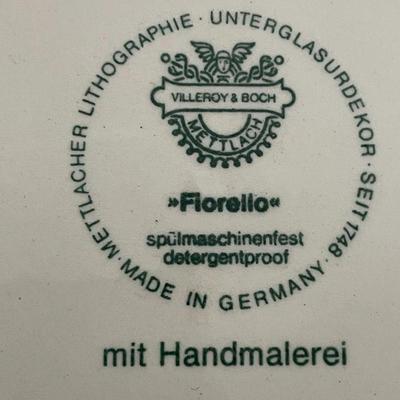 METTLACHER LITHOGRAPHIE · UNTERGLASURDEKOR · SEIT 1748 · MADE IN GERMANY ·
VILLEROY & BOCH
METTLACH
»Fiorello«
spülmaschinenfest
detergentproof
mit Handmalerei